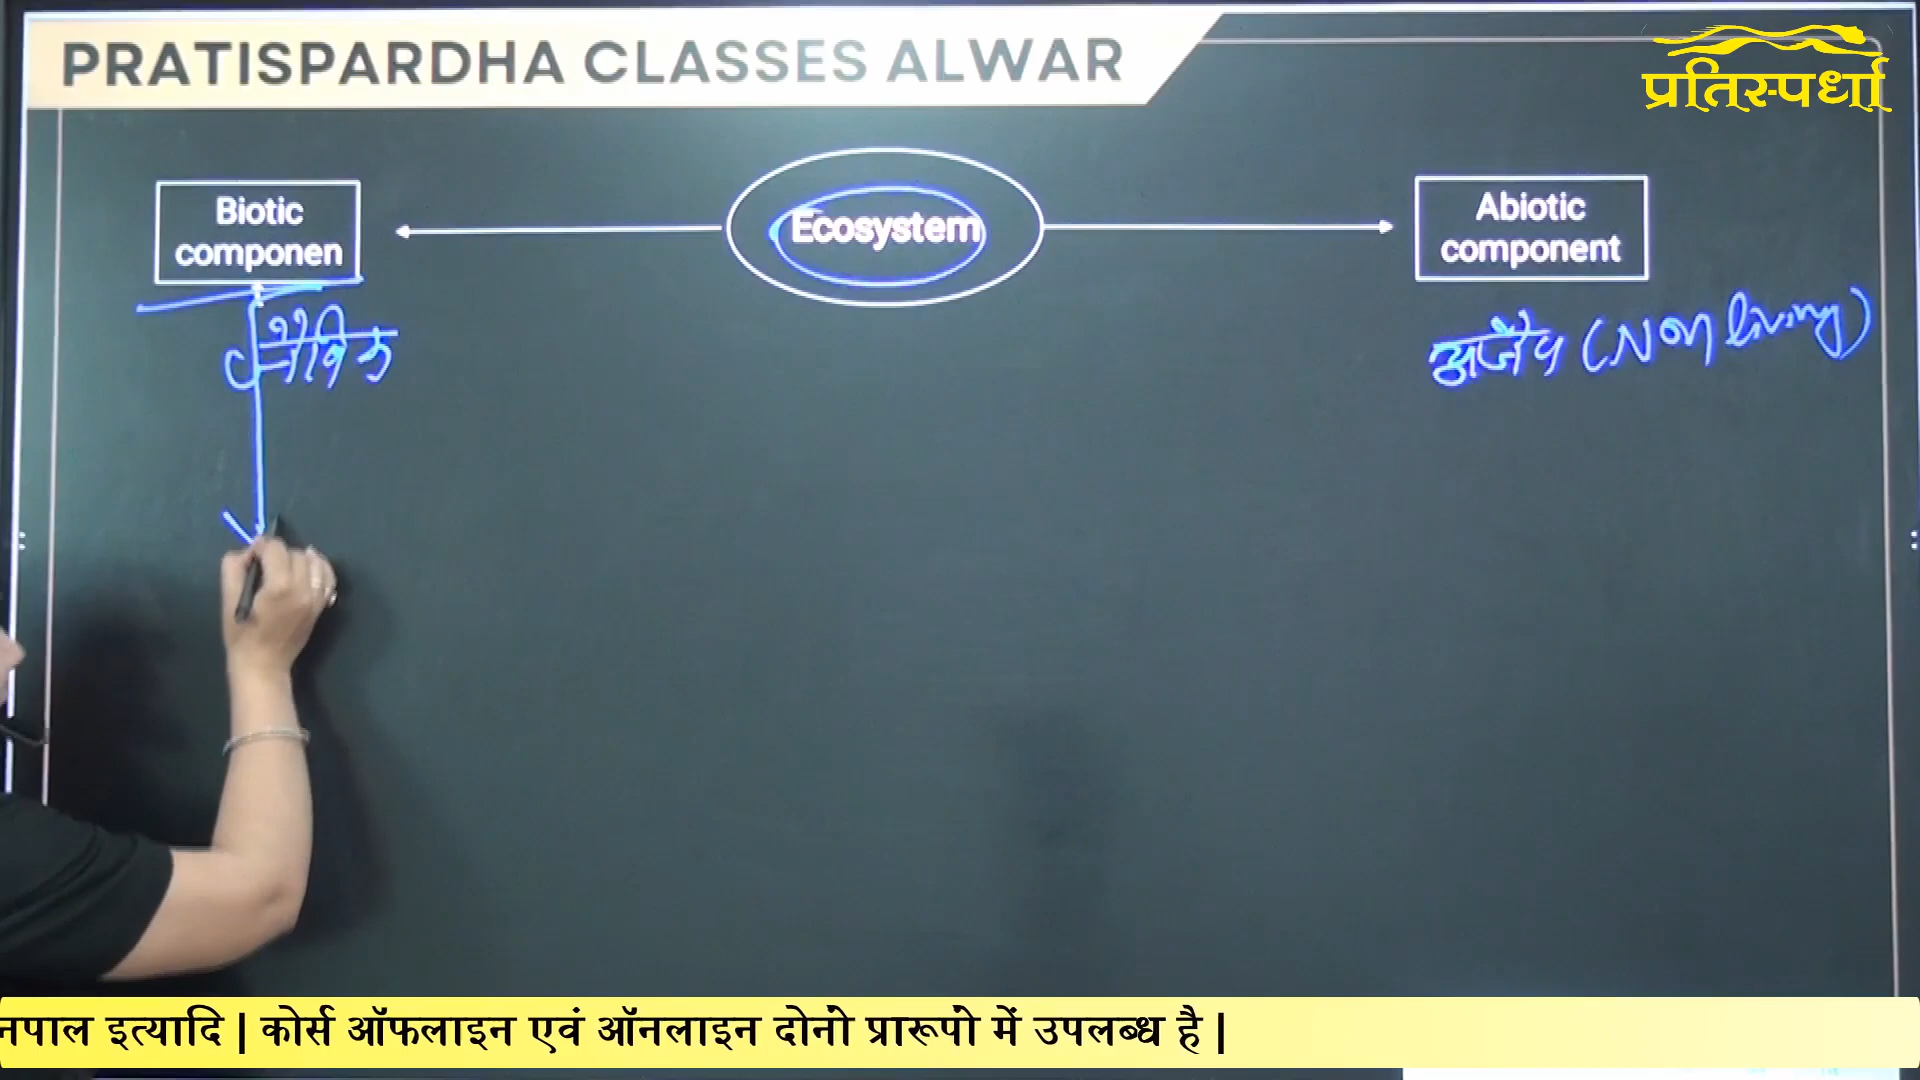 PRATISPARDHA CLASSES ALWAR
प्रतिस्पर्धा
Biotic
componen
Ecosystem
Abiotic
component
जैविक
अजैव (Non living)
नपाल इत्यादि | कोर्स ऑफलाइन एवं ऑनलाइन दोनों प्रारूपों में उपलब्ध है |